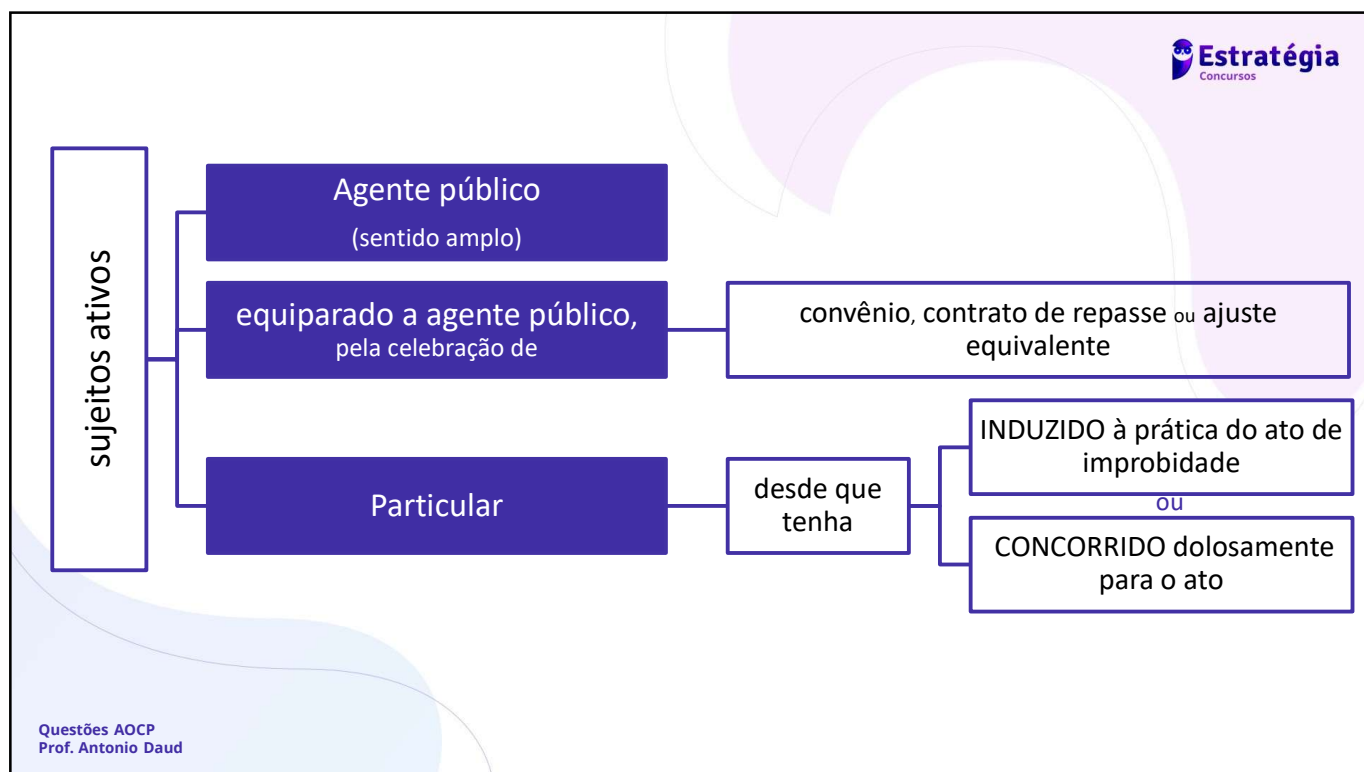 Estratégia
Concursos
sujeitos ativos
Agente público
(sentido amplo)
equiparado a agente público,
pela celebração de
convênio, contrato de repasse ou ajuste
equivalente
Particular
desde que
tenha
INDUZIDO à prática do ato de
improbidade
ou
CONCORRIDO dolosamente
para o ato
Questões AOCP
Prof. Antonio Daud